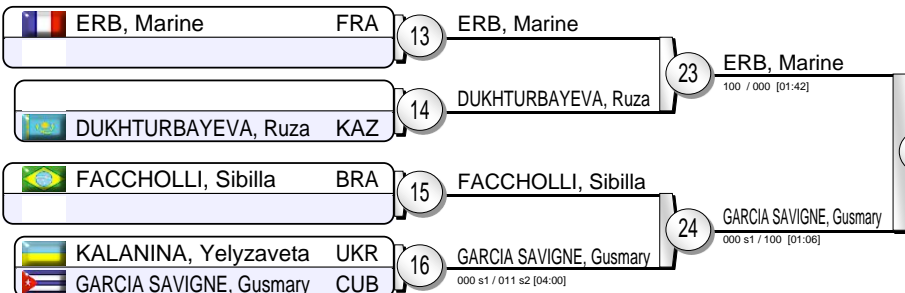 ERB, Marine FRA
13
ERB, Marine
14
DUKHTURBAYEVA, Ruza KAZ
DUKHTURBAYEVA, Ruza
23
ERB, Marine
100 / 000 [01:42]
FACCHOLLI, Sibilla BRA
15
FACCHOLLI, Sibilla
KALANINA, Yelyzaveta UKR
GARCIA SAVIGNE, Gusmary CUB
16
GARCIA SAVIGNE, Gusmary
000 s1 / 011 s2 [04:00]
24
GARCIA SAVIGNE, Gusmary
000 s1 / 100 [01:06]